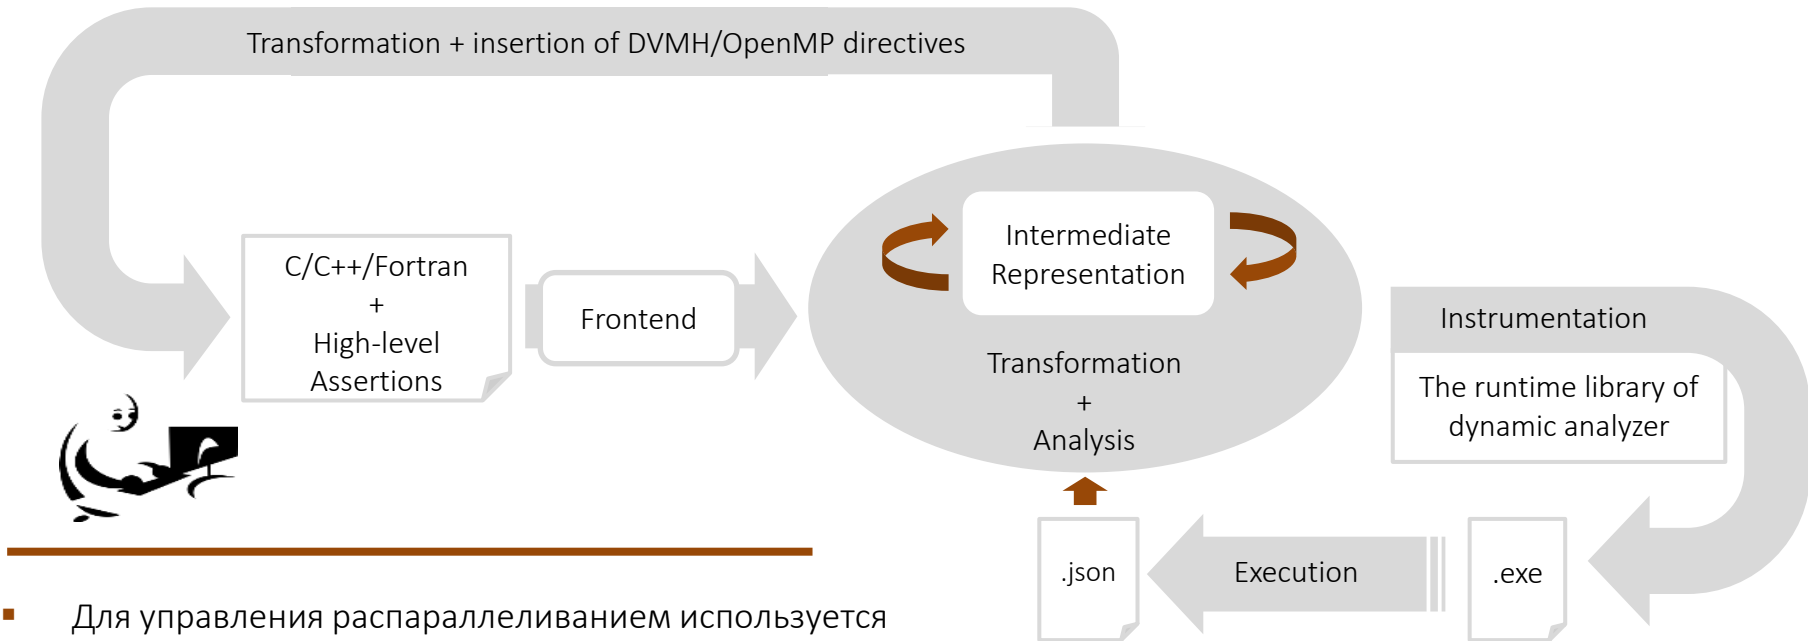 Transformation + insertion of DVMH/OpenMP directives
C/C++/Fortran
+
High-level
Assertions
Frontend
Intermediate
Representation
Transformation
+
Analysis
Instrumentation
The runtime library of
dynamic analyzer
.json
Execution
.exe
▪ Для управления распараллеливанием используется